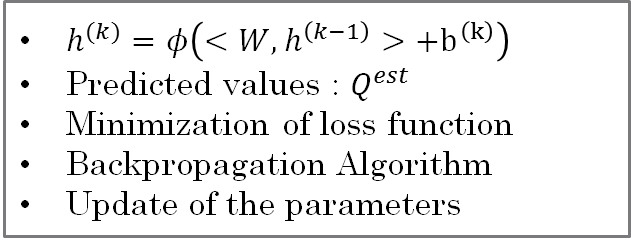 • h^(k) = ϕ(< W, h^(k−1) > +b^(k))
• Predicted values : Q^est
• Minimization of loss function
• Backpropagation Algorithm
• Update of the parameters